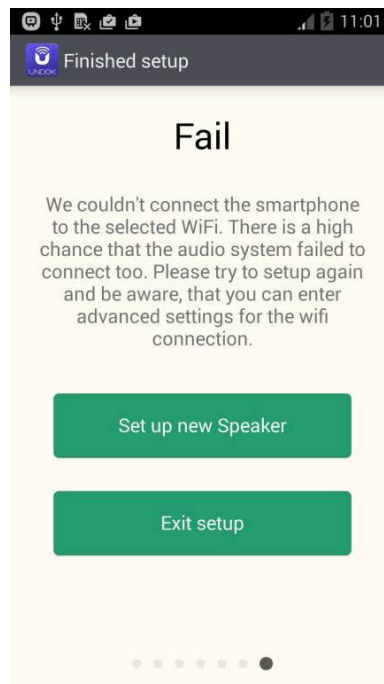 11:01
UNDOK
Finished setup
Fail
We couldn't connect the smartphone
to the selected WiFi. There is a high
chance that the audio system failed to
connect too. Please try to setup again
and be aware, that you can enter
advanced settings for the wifi
connection.
Set up new Speaker
Exit setup